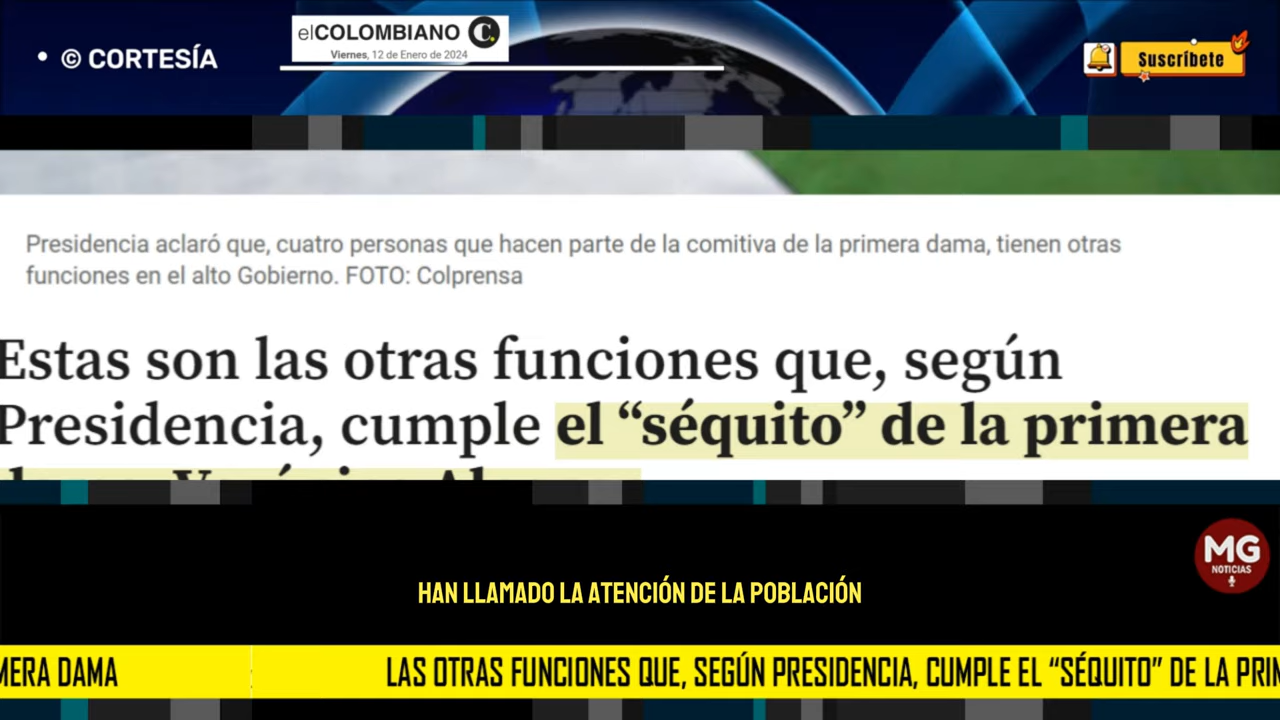 © CORTESÍA
elCOLOMBIANO C.
Viernes, 12 de Enero de 2024
Suscríbete
Presidencia aclaró que, cuatro personas que hacen parte de la comitiva de la primera dama, tienen otras
funciones en el alto Gobierno. FOTO: Colprensa
Estas son las otras funciones que, según
Presidencia, cumple el “séquito” de la primera
MG
NOTICIAS
HAN LLAMADO LA ATENCIÓN DE LA POBLACIÓN
MERA DAMA LAS OTRAS FUNCIONES QUE, SEGÚN PRESIDENCIA, CUMPLE EL “SÉQUITO” DE LA PRIM